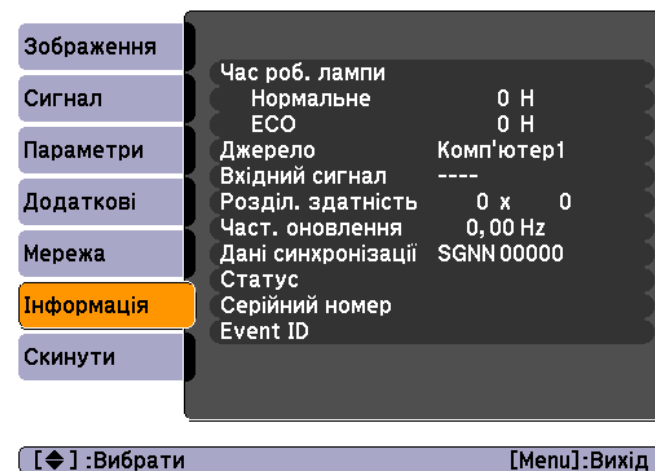 Зображення
Сигнал
Параметри
Додаткові
Мережа
Інформація
Скинути
Час роб. лампи
Нормальне 0 H
ECO 0 H
Джерело Комп'ютер1
Вхідний сигнал ----
Розділ. здатність 0 x 0
Част. оновлення 0,00 Hz
Дані синхронізації SGNN 00000
Статус
Серійний номер
Event ID
[◆] :Вибрати [Menu]:Вихід